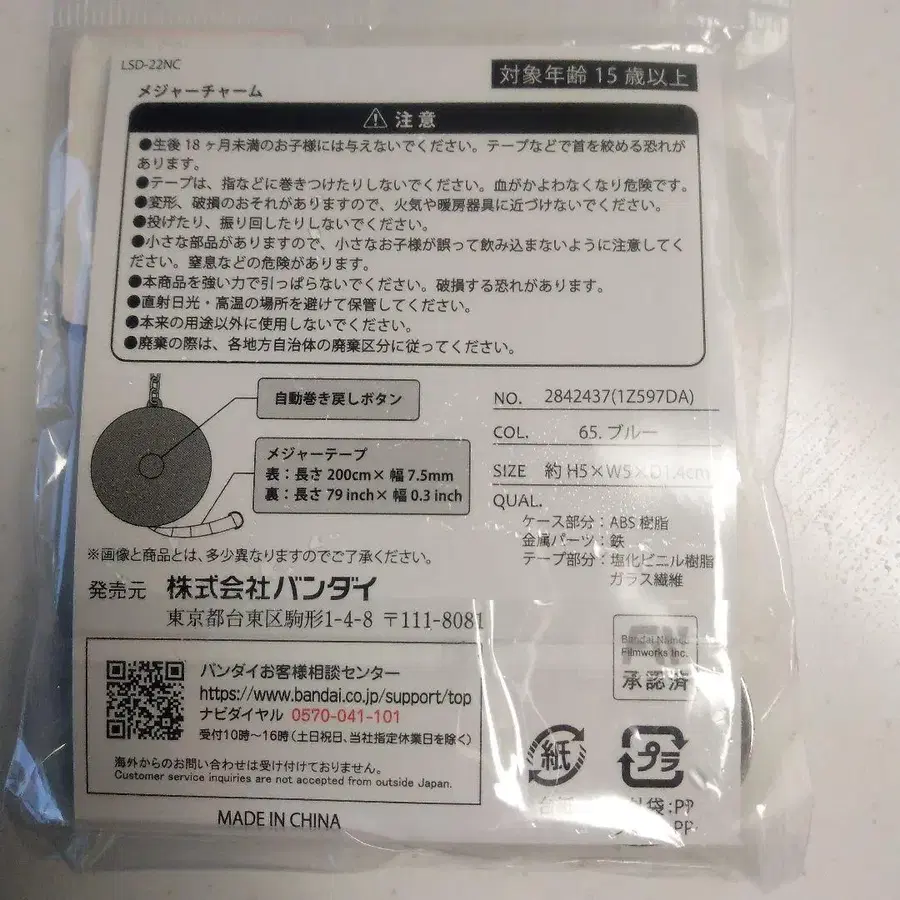 LSD-22NC
対象年齢15歳以上
メジャーチャーム
注意
●生後18ヶ月未満のお子様には与えないでください。テープなどで首を絞める恐れが
あります。
●テープは、指などに巻きつけたりしないでください。血がかよわなくなり危険です。
●変形、破損のおそれがありますので、火気や暖房器具に近づけないでください。
●投げたり、振り回したりしないでください。
●小さな部品がありますので、小さなお子様が誤って飲み込まないように注意してく
ださい。窒息などの危険があります。
●本商品を強い力で引っぱらないでください。破損する恐れがあります。
●直射日光・高温の場所を避けて保管してください。
●本来の用途以外に使用しないでください。
●廃棄の際は、各地方自治体の廃棄区分に従ってください。
自動巻き戻しボタン
メジャーテープ
表：長さ 200cm× 幅 7.5mm
裏：長さ 79 inch× 幅 0.3 inch
※画像と商品とは、多少異なりますのでご了承ください。
NO. 2842437(1Z597DA)
COL. 65. ブルー
SIZE 約 H5×W5×D1.4cm
QUAL.
ケース部分：ABS 樹脂
金属パーツ：鉄
テープ部分：塩化ビニル樹脂
ガラス繊維
発売元 株式会社バンダイ
東京都台東区駒形1-4-8 〒111-8081
バンダイお客様相談センター
https://www.bandai.co.jp/support/top
ナビダイヤル 0570-041-101
受付10時～16時（土日祝日、当社指定休業日を除く）
海外からのお問い合わせは受け付けておりません。
Customer service inquiries are not accepted from outside Japan.
Bandai Namco
Filmworks Inc.
承認済
紙
プラ
台紙
袋：PP
PP
MADE IN CHINA